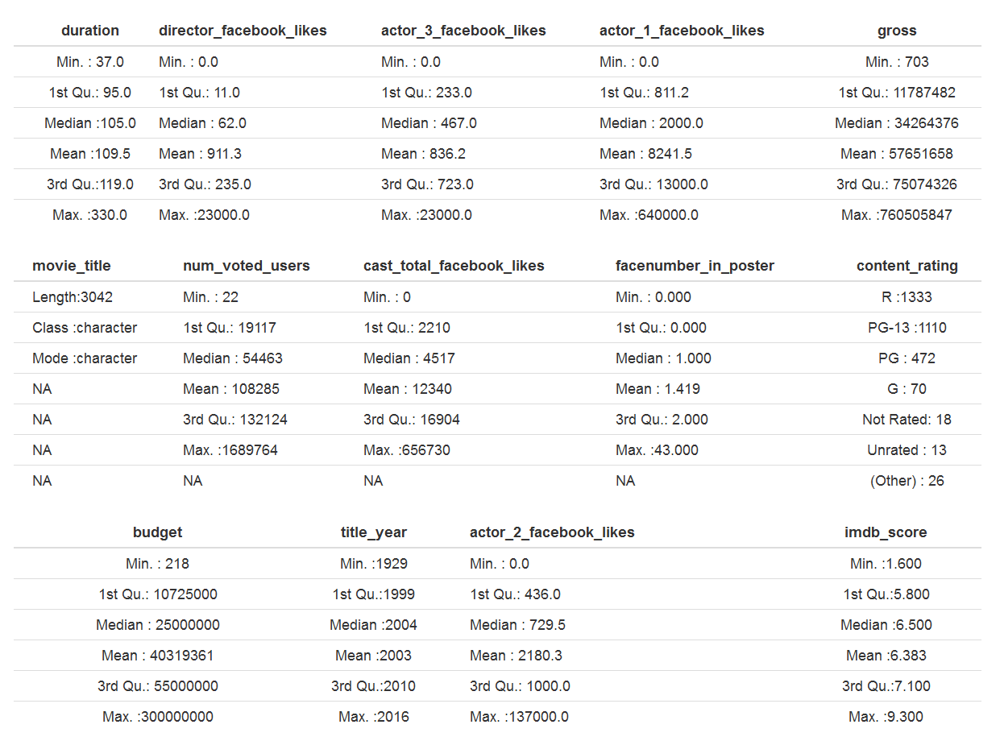 duration director_facebook_likes actor_3_facebook_likes actor_1_facebook_likes gross
Min. : 37.0 Min. : 0.0 Min. : 0.0 Min. : 0.0 Min. : 703
1st Qu.: 95.0 1st Qu.: 11.0 1st Qu.: 233.0 1st Qu.: 811.2 1st Qu.: 11787482
Median :105.0 Median : 62.0 Median : 467.0 Median : 2000.0 Median : 34264376
Mean :109.5 Mean : 911.3 Mean : 836.2 Mean : 8241.5 Mean : 57651658
3rd Qu.:119.0 3rd Qu.: 235.0 3rd Qu.: 723.0 3rd Qu.: 13000.0 3rd Qu.: 75074326
Max. :330.0 Max. :23000.0 Max. :23000.0 Max. :640000.0 Max. :760505847
movie_title num_voted_users cast_total_facebook_likes facenumber_in_poster content_rating
Length:3042 Min. : 22 Min. : 0 Min. : 0.000 R :1333
Class :character 1st Qu.: 19117 1st Qu.: 2210 1st Qu.: 0.000 PG-13 :1110
Mode :character Median : 54463 Median : 4517 Median : 1.000 PG : 472
NA Mean : 108285 Mean : 12340 Mean : 1.419 G : 70
NA 3rd Qu.: 132124 3rd Qu.: 16904 3rd Qu.: 2.000 Not Rated: 18
NA Max. :1689764 Max. :656730 Max. :43.000 Unrated : 13
NA NA NA NA (Other) : 26
budget title_year actor_2_facebook_likes imdb_score
Min. : 218 Min. :1929 Min. : 0.0 Min. :1.600
1st Qu.: 10725000 1st Qu.:1999 1st Qu.: 436.0 1st Qu.:5.800
Median : 25000000 Median :2004 Median : 729.5 Median :6.500
Mean : 40319361 Mean :2003 Mean : 2180.3 Mean :6.383
3rd Qu.: 55000000 3rd Qu.:2010 3rd Qu.: 1000.0 3rd Qu.:7.100
Max. :300000000 Max. :2016 Max. :137000.0 Max. :9.300